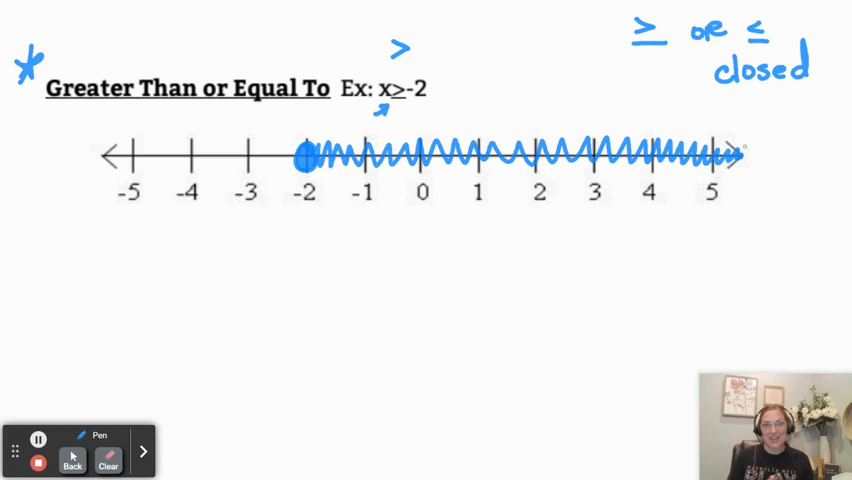 ≥ or ≤
closed
>
* Greater Than or Equal To Ex: x≥-2
-5 -4 -3 -2 -1 0 1 2 3 4 5
Pen
Back Clear